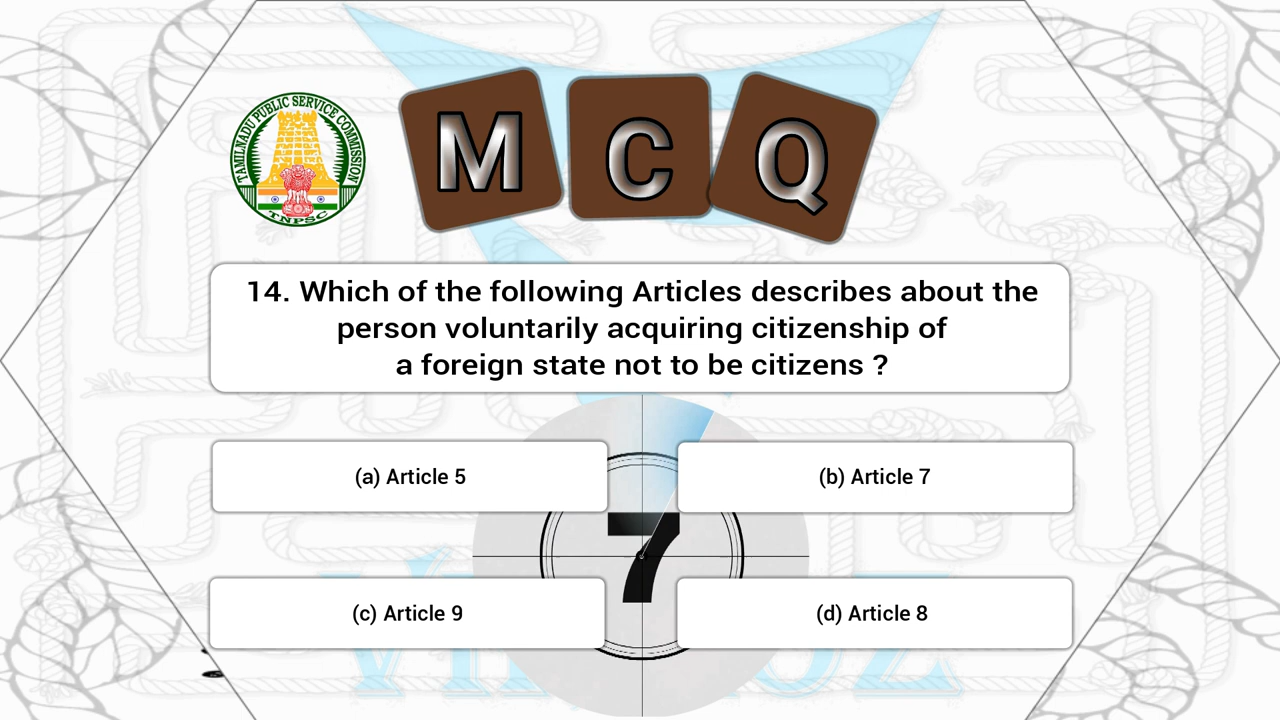 TAMILNADU PUBLIC SERVICE COMMISSION
TNPSC
M C Q
14. Which of the following Articles describes about the
person voluntarily acquiring citizenship of
a foreign state not to be citizens ?
(a) Article 5
(b) Article 7
7
(c) Article 9
(d) Article 8